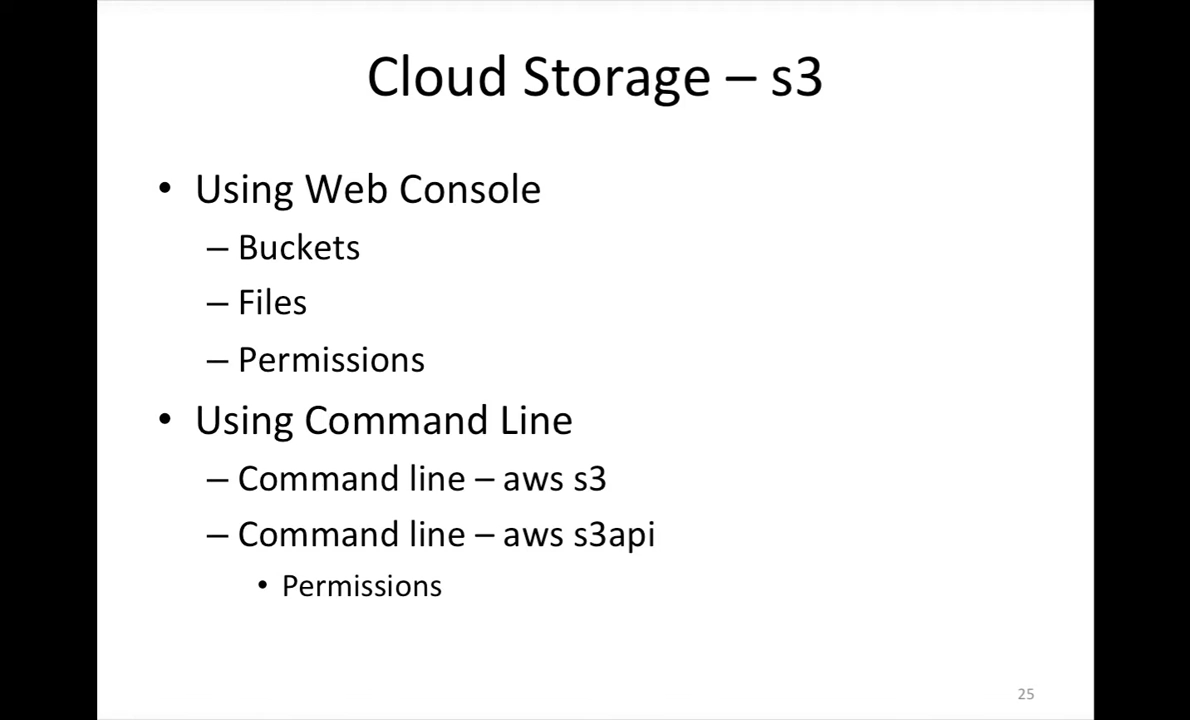 Cloud Storage – s3
• Using Web Console
– Buckets
– Files
– Permissions
• Using Command Line
– Command line – aws s3
– Command line – aws s3api
• Permissions
25